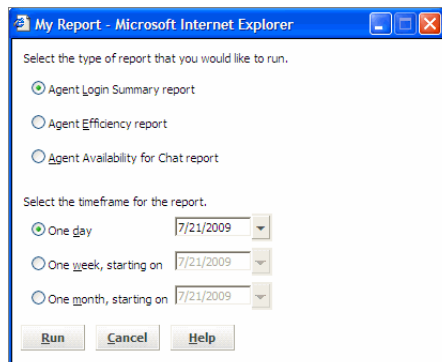 My Report - Microsoft Internet Explorer
Select the type of report that you would like to run.
Agent Login Summary report
Agent Efficiency report
Agent Availability for Chat report
Select the timeframe for the report.
One day 7/21/2009
One week, starting on 7/21/2009
One month, starting on 7/21/2009
Run Cancel Help